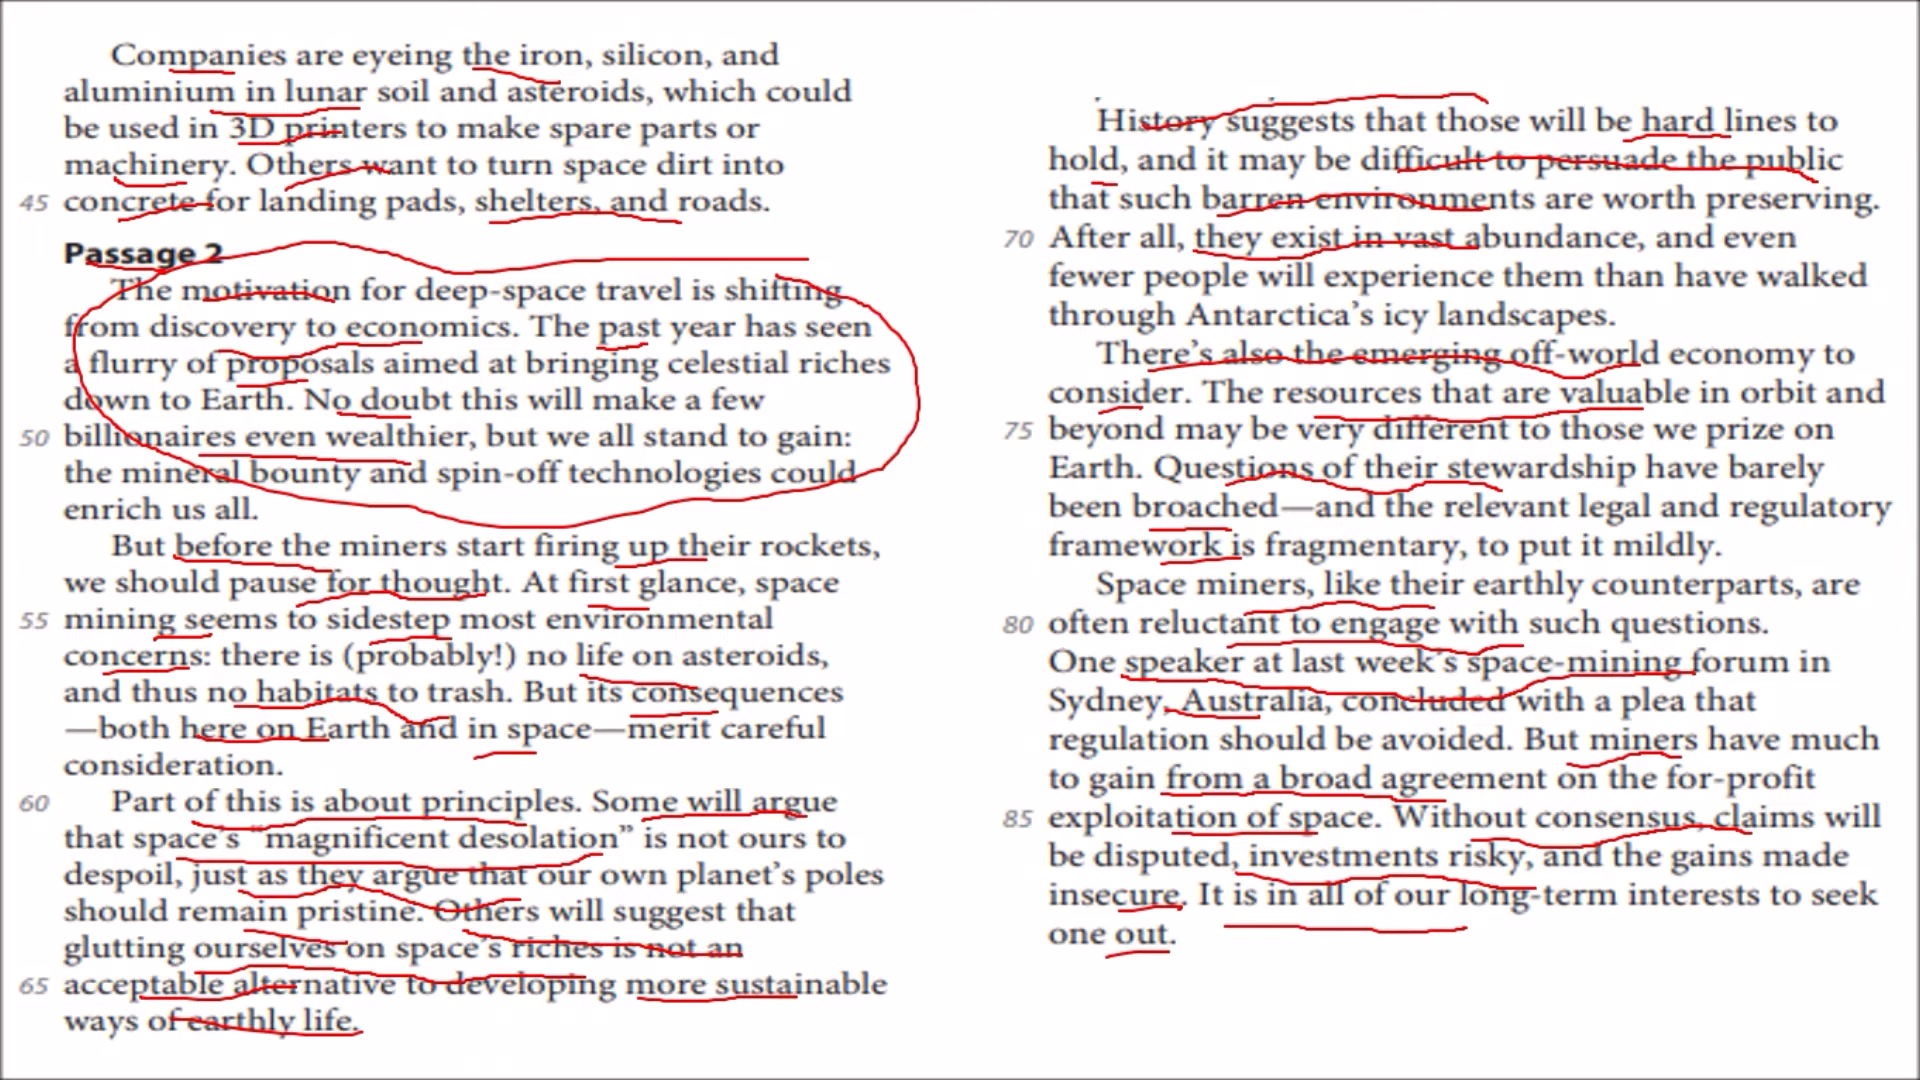 Companies are eyeing the iron, silicon, and
aluminium in lunar soil and asteroids, which could
be used in 3D printers to make spare parts or
machinery. Others want to turn space dirt into
45 concrete for landing pads, shelters, and roads.
Passage 2
The motivation for deep-space travel is shifting
from discovery to economics. The past year has seen
a flurry of proposals aimed at bringing celestial riches
down to Earth. No doubt this will make a few
50 billionaires even wealthier, but we all stand to gain:
the mineral bounty and spin-off technologies could
enrich us all.
But before the miners start firing up their rockets,
we should pause for thought. At first glance, space
55 mining seems to sidestep most environmental
concerns: there is (probably!) no life on asteroids,
and thus no habitats to trash. But its consequences
—both here on Earth and in space—merit careful
consideration.
60 Part of this is about principles. Some will argue
that space's “magnificent desolation” is not ours to
despoil, just as they argue that our own planet's poles
should remain pristine. Others will suggest that
glutting ourselves on space's riches is not an
65 acceptable alternative to developing more sustainable
ways of earthly life.
History suggests that those will be hard lines to
hold, and it may be difficult to persuade the public
that such barren environments are worth preserving.
70 After all, they exist in vast abundance, and even
fewer people will experience them than have walked
through Antarctica's icy landscapes.
There's also the emerging off-world economy to
consider. The resources that are valuable in orbit and
75 beyond may be very different to those we prize on
Earth. Questions of their stewardship have barely
been broached—and the relevant legal and regulatory
framework is fragmentary, to put it mildly.
Space miners, like their earthly counterparts, are
80 often reluctant to engage with such questions.
One speaker at last week's space-mining forum in
Sydney, Australia, concluded with a plea that
regulation should be avoided. But miners have much
to gain from a broad agreement on the for-profit
85 exploitation of space. Without consensus, claims will
be disputed, investments risky, and the gains made
insecure. It is in all of our long-term interests to seek
one out.